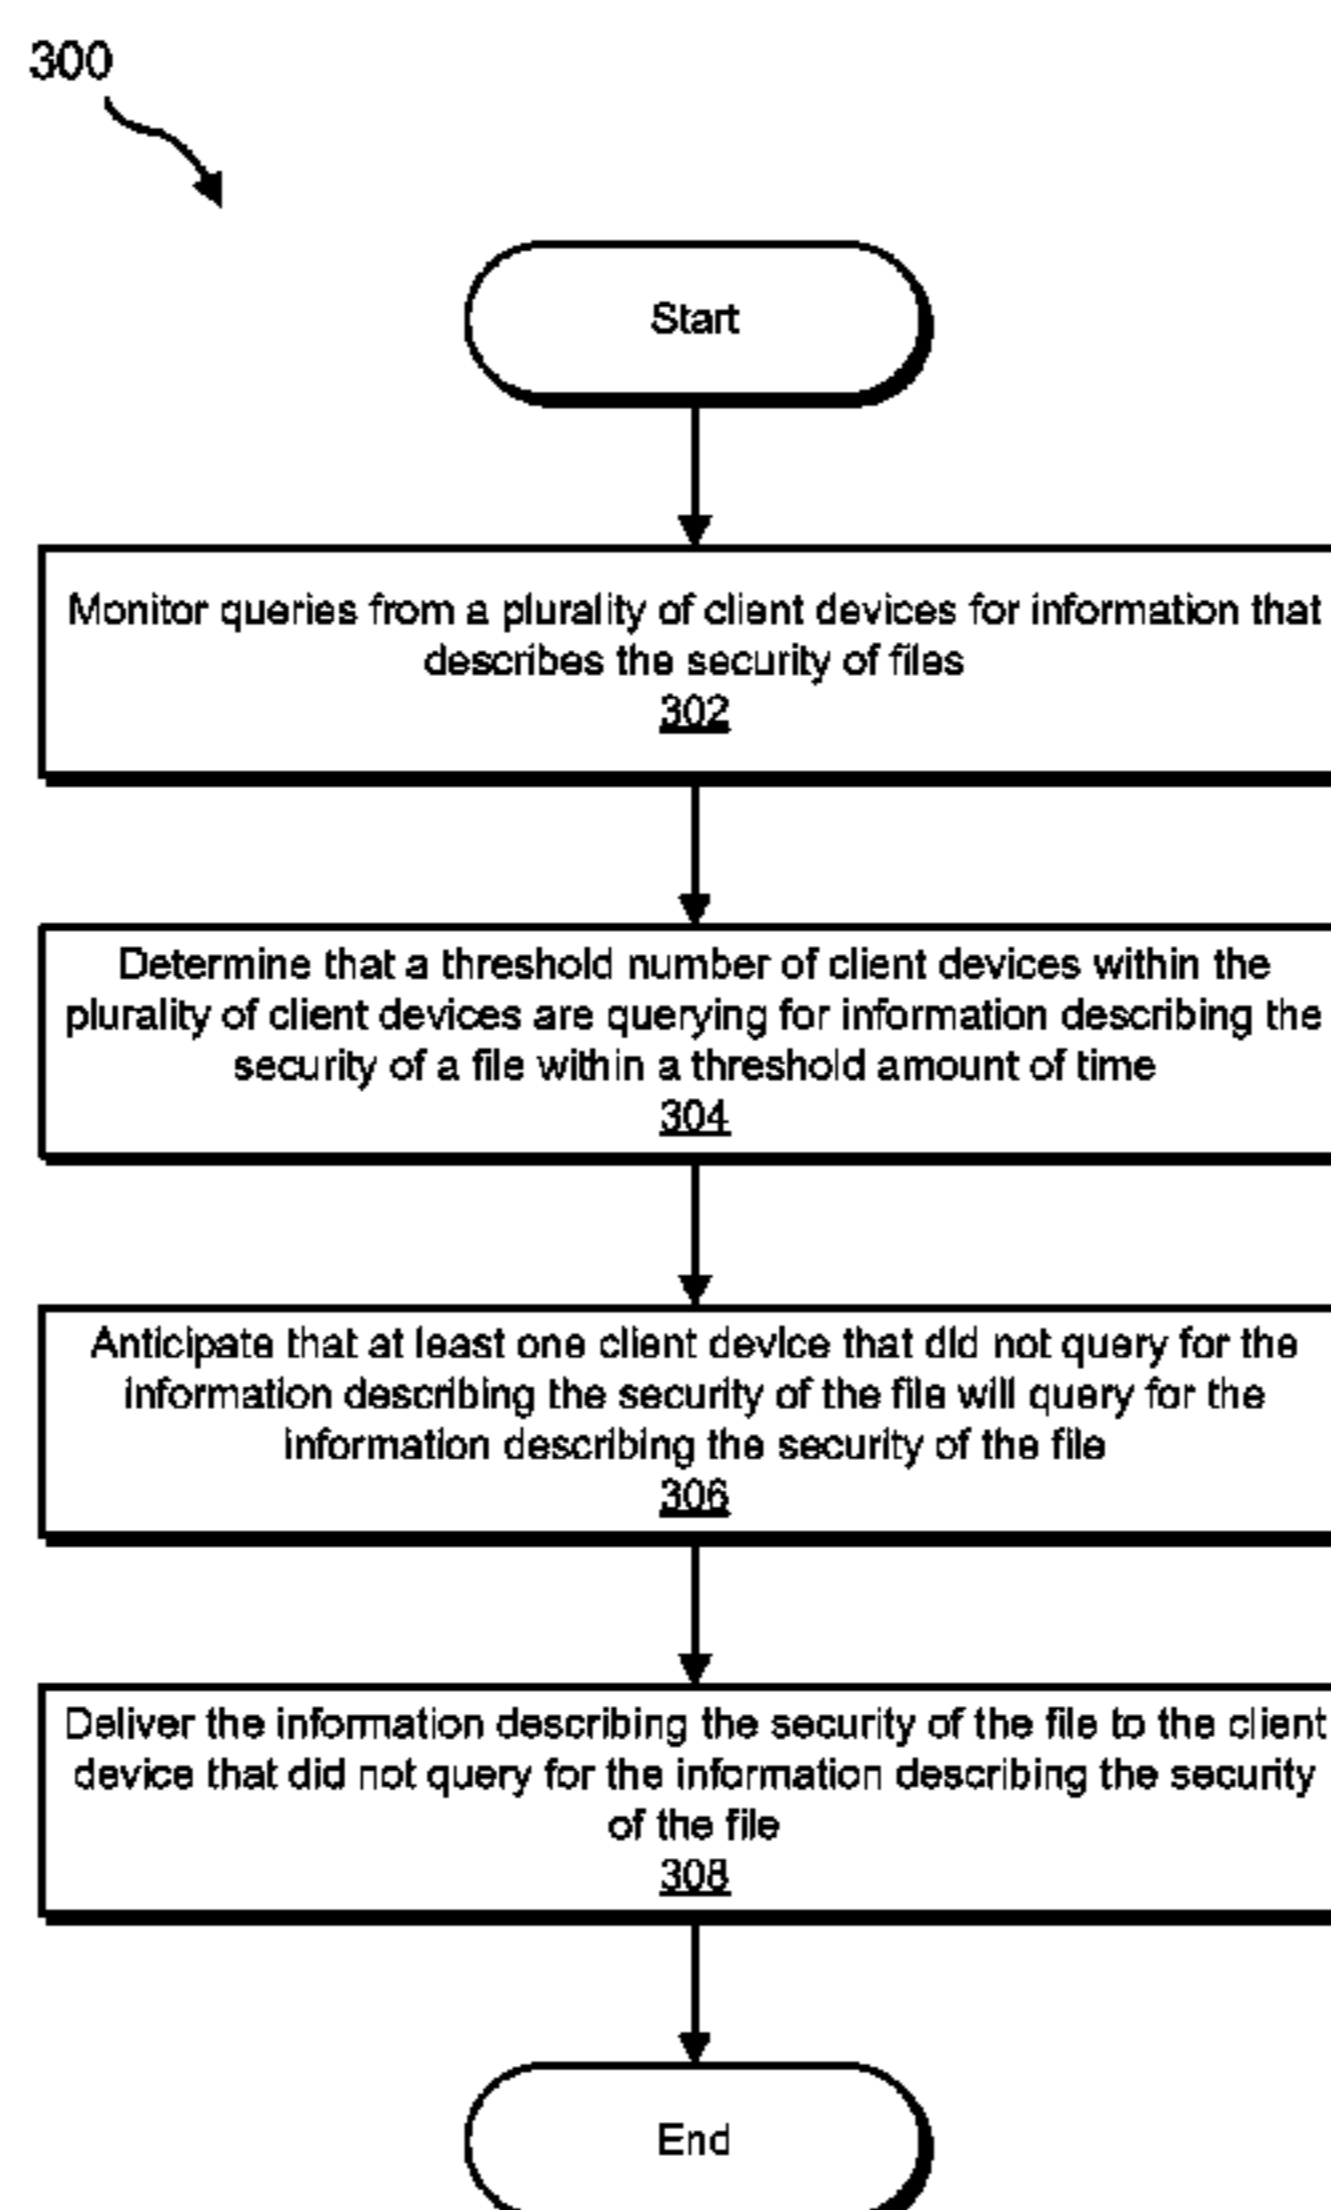 300
Start
Monitor queries from a plurality of client devices for information that
describes the security of files
302
Determine that a threshold number of client devices within the
plurality of client devices are querying for information describing the
security of a file within a threshold amount of time
304
Anticipate that at least one client device that did not query for the
information describing the security of the file will query for the
information describing the security of the file
306
Deliver the information describing the security of the file to the client
device that did not query for the information describing the security
of the file
308
End